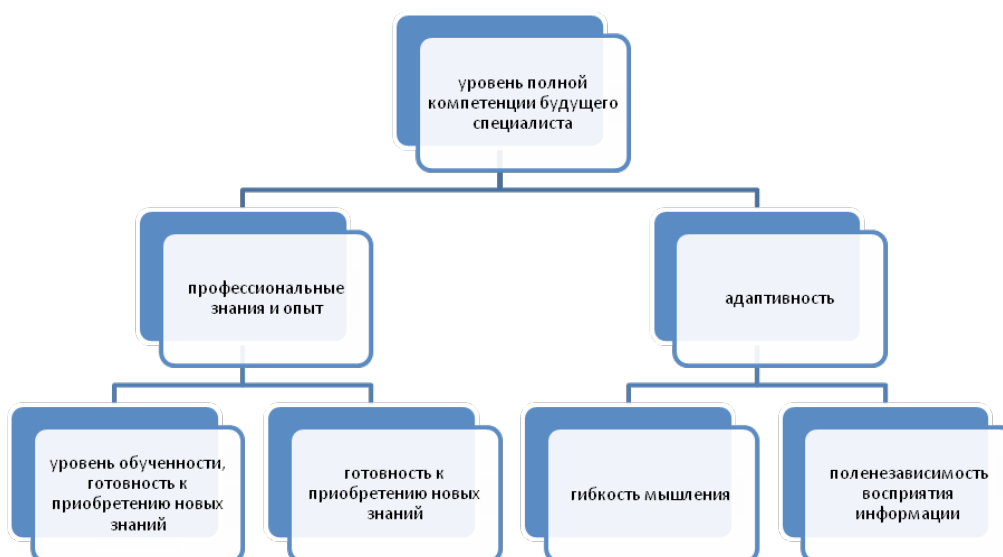 уровень полной
компетенции будущего
специалиста
профессиональные
знания и опыт
адаптивность
уровень обученности,
готовность к
приобретению новых
знаний
готовность к
приобретению новых
знаний
гибкость мышления
поленезависимость
восприятия
информации